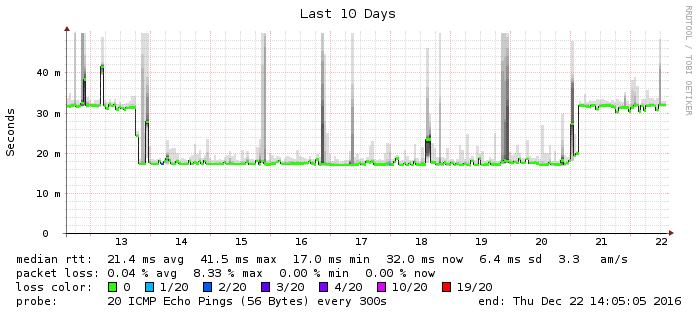 Last 10 Days
RRDTOOL / TOBI OETIKER
Seconds
40 m
30 m
20 m
10 m
0
13 14 15 16 17 18 19 20 21 22
median rtt: 21.4 ms avg 41.5 ms max 17.0 ms min 32.0 ms now 6.4 ms sd 3.3 am/s
packet loss: 0.04 % avg 8.33 % max 0.00 % min 0.00 % now
loss color: 0 1/20 2/20 3/20 4/20 10/20 19/20
probe: 20 ICMP Echo Pings (56 Bytes) every 300s end: Thu Dec 22 14:05:05 2016